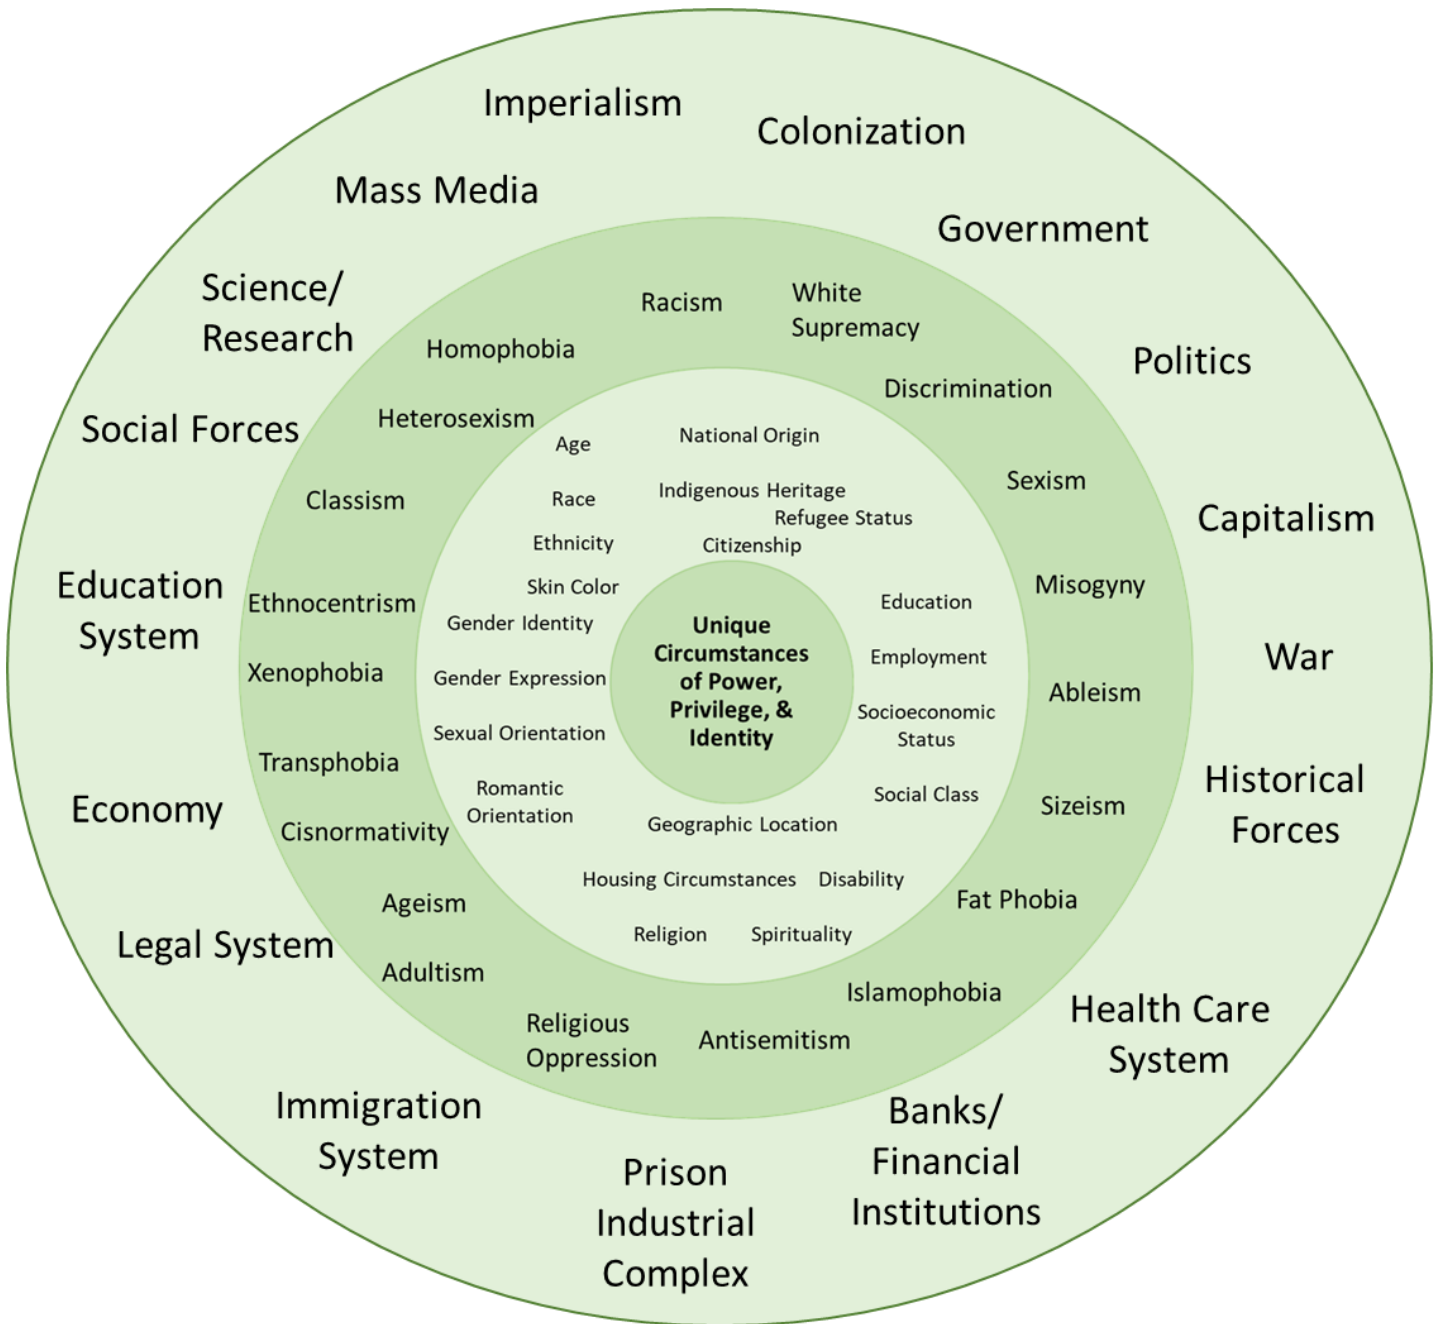 Imperialism
Colonization
Mass Media
Government
Science/
Research
Politics
Social Forces
Capitalism
Education
System
War
Economy
Historical
Forces
Legal System
Health Care
System
Immigration
System
Banks/
Financial
Institutions
Prison
Industrial
Complex
Racism
White
Supremacy
Homophobia
Discrimination
Heterosexism
Sexism
Classism
Misogyny
Ethnocentrism
Xenophobia
Ableism
Transphobia
Sizeism
Cisnormativity
Ageism
Fat Phobia
Adultism
Islamophobia
Religious
Oppression
Antisemitism
Age
National Origin
Race
Indigenous Heritage
Refugee Status
Ethnicity
Citizenship
Skin Color
Gender Identity
Education
Gender Expression
Employment
Sexual Orientation
Socioeconomic
Status
Romantic
Orientation
Social Class
Geographic Location
Housing Circumstances
Disability
Religion
Spirituality
Unique
Circumstances
of Power,
Privilege, &
Identity